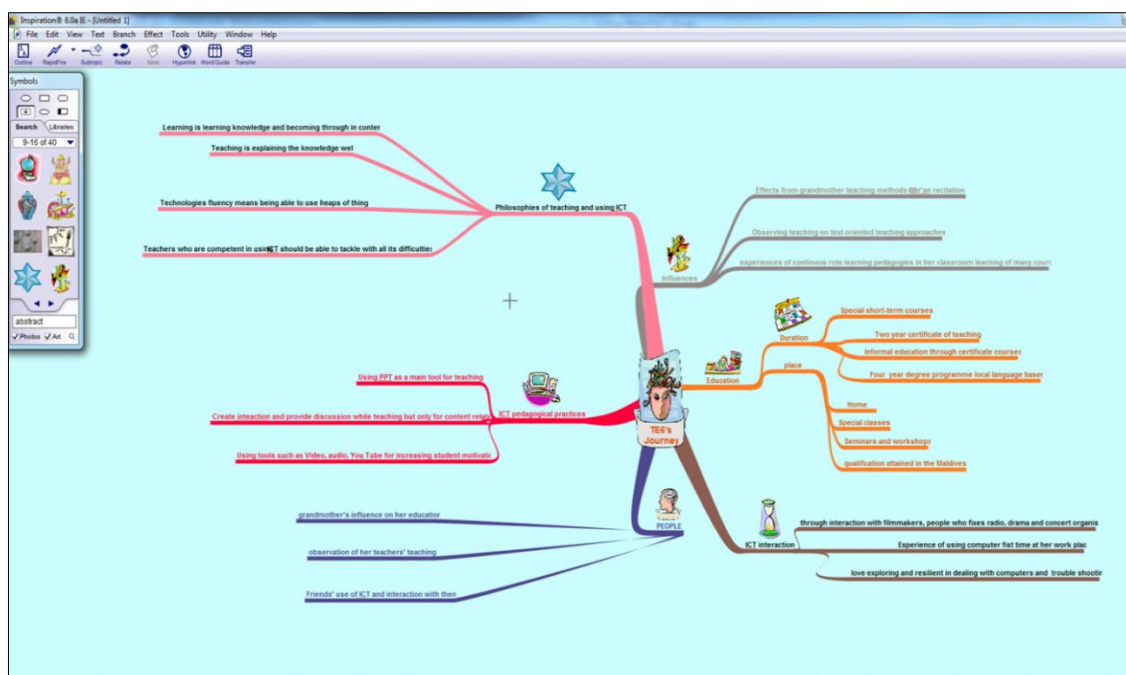 Inspiration® 8.0a IE - [Untitled 1]
File Edit View Text Branch Effect Tools Utility Window Help
Outline RapidFire Subtopic Relate Note Hyperlink Word Guide Transfer
Symbols
Search Libraries
9-16 of 40
abstract
Photos Art
Learning is learning knowledge and becoming through in conter
Teaching is explaining the knowledge wel
Technologies fluency means being able to use heaps of thing
Teachers who are competent in using ICT should be able to tackle with all its difficulties
Philosophies of teaching and using ICT
Effects from grandmother teaching methods recitation
Observing teaching on text oriented teaching approaches
experiences of continuos rote learning pedagogies in her classroom learning of many cours
Influences
Special short-term courses
Two year certificate of teaching
Informal education through certificate courses
Four year degree programme local language based
Duration
place
Education
Home
Special classes
Seminars and workshops
qualification attained in the Maldives
TE6's
Journey
Using PPT as a main tool for teaching
Create inteaction and provide discussion while teaching but only for content relat
Using tools such as Video, audio, You Tube for increasing student motivatio
ICT pedagogical practices
PEOPLE
grandmother's influence on her educator
observation of her teachers' teaching
Friends' use of ICT and interaction with then
ICT interaction
through interaction with filmmakers, people who fixes radio, drama and concert organis
Experience of using computer fist time at her work plac
love exploring and resilient in dealing with computers and trouble shootin